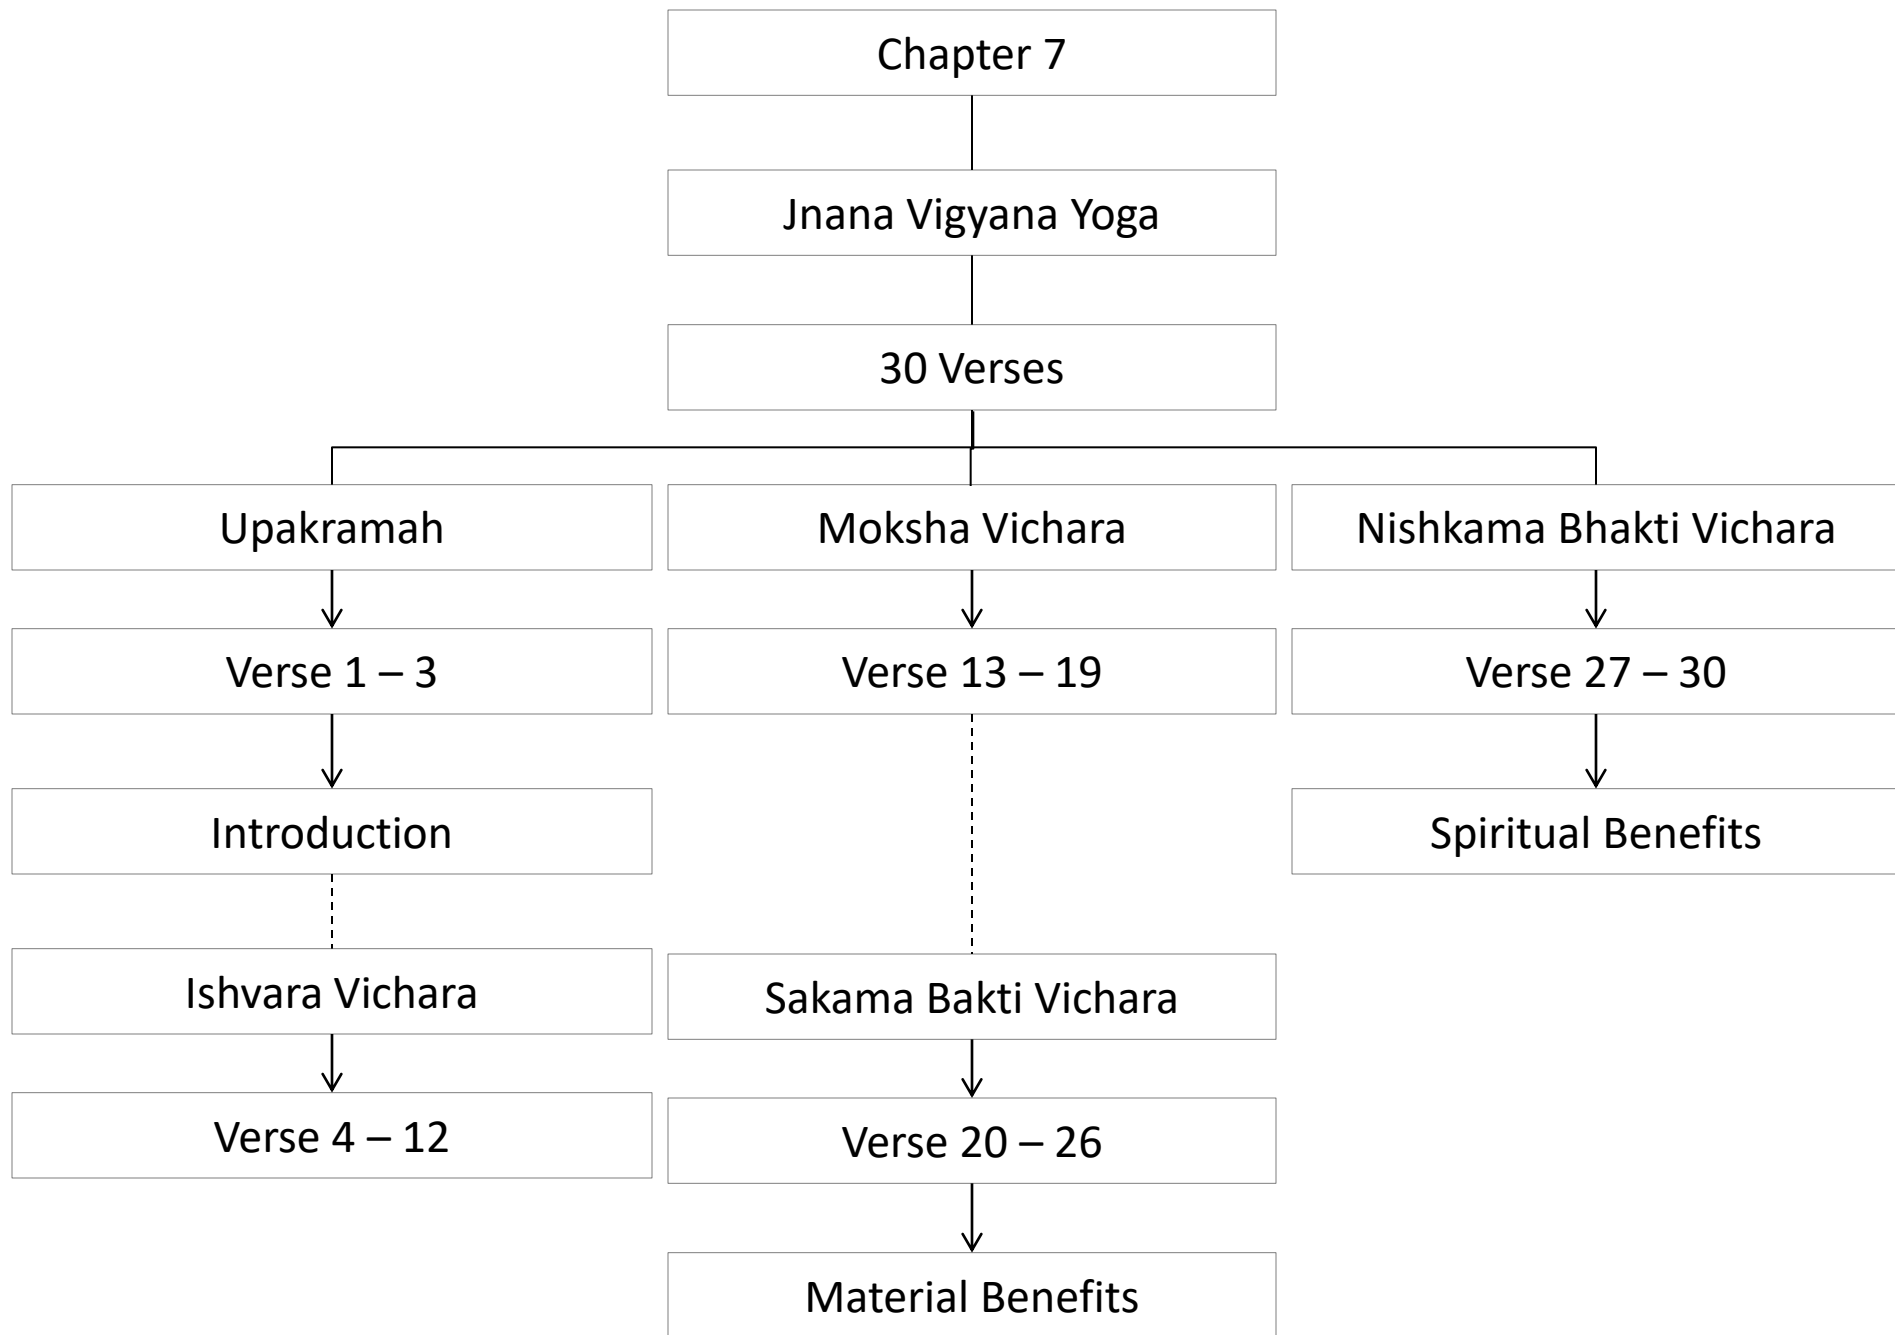 Chapter 7
Jnana Vigyana Yoga
30 Verses
Upakramah
Moksha Vichara
Nishkama Bhakti Vichara
Verse 1 – 3
Verse 13 – 19
Verse 27 – 30
Introduction
Spiritual Benefits
Ishvara Vichara
Sakama Bakti Vichara
Verse 4 – 12
Verse 20 – 26
Material Benefits